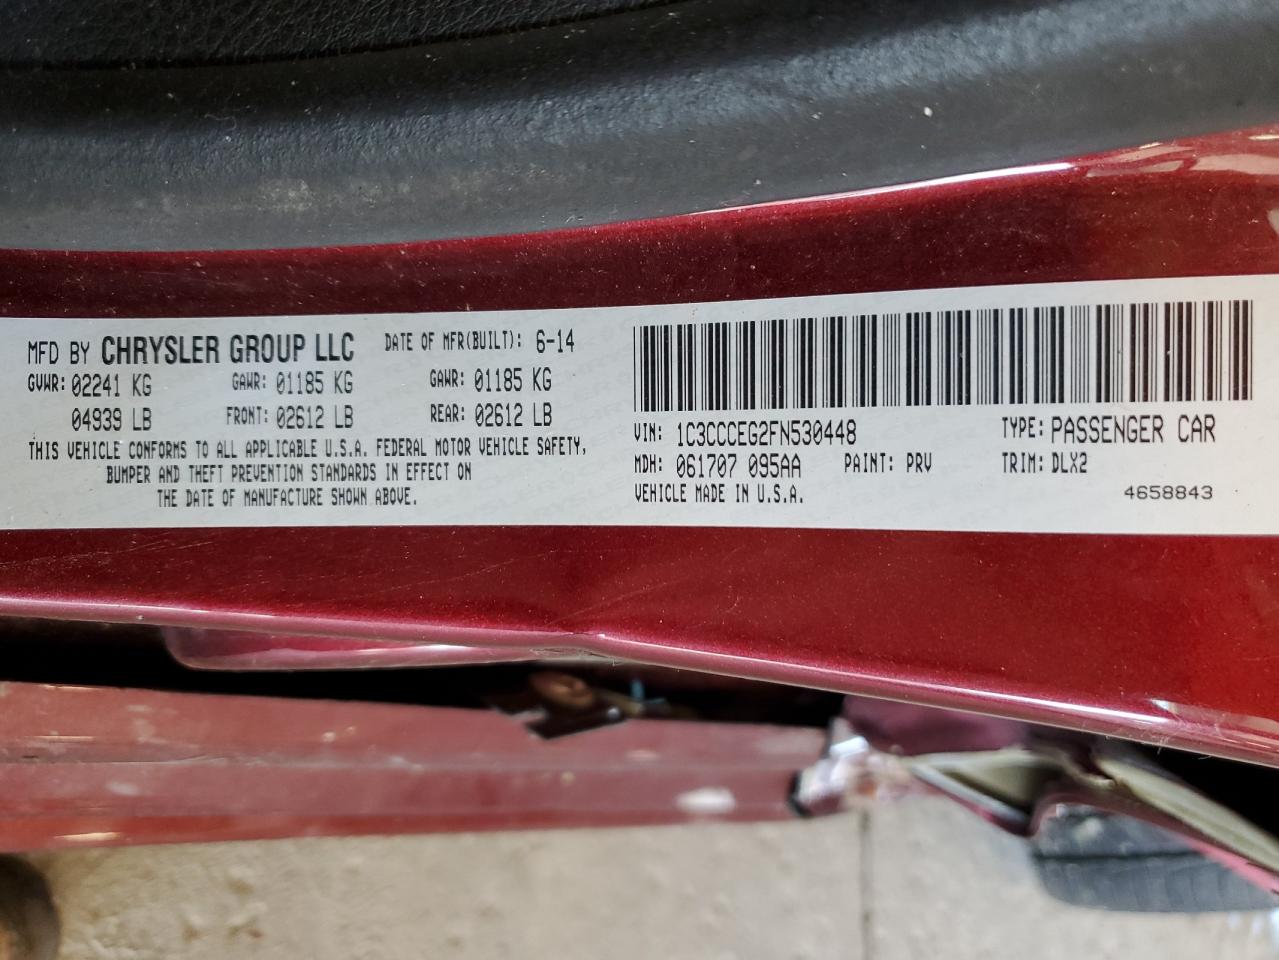 MFD BY CHRYSLER GROUP LLC DATE OF MFR(BUILT): 6-14
GVWR: 02241 KG GAWR: 01185 KG GAWR: 01185 KG
04939 LB FRONT: 02612 LB REAR: 02612 LB
THIS VEHICLE CONFORMS TO ALL APPLICABLE U.S.A. FEDERAL MOTOR VEHICLE SAFETY,
BUMPER AND THEFT PREVENTION STANDARDS IN EFFECT ON
THE DATE OF MANUFACTURE SHOWN ABOVE.
VIN: 1C3CCCEG2FN530448 TYPE: PASSENGER CAR
MDH: 061707 095AA PAINT: PRV TRIM: DLX2
VEHICLE MADE IN U.S.A. 4658843